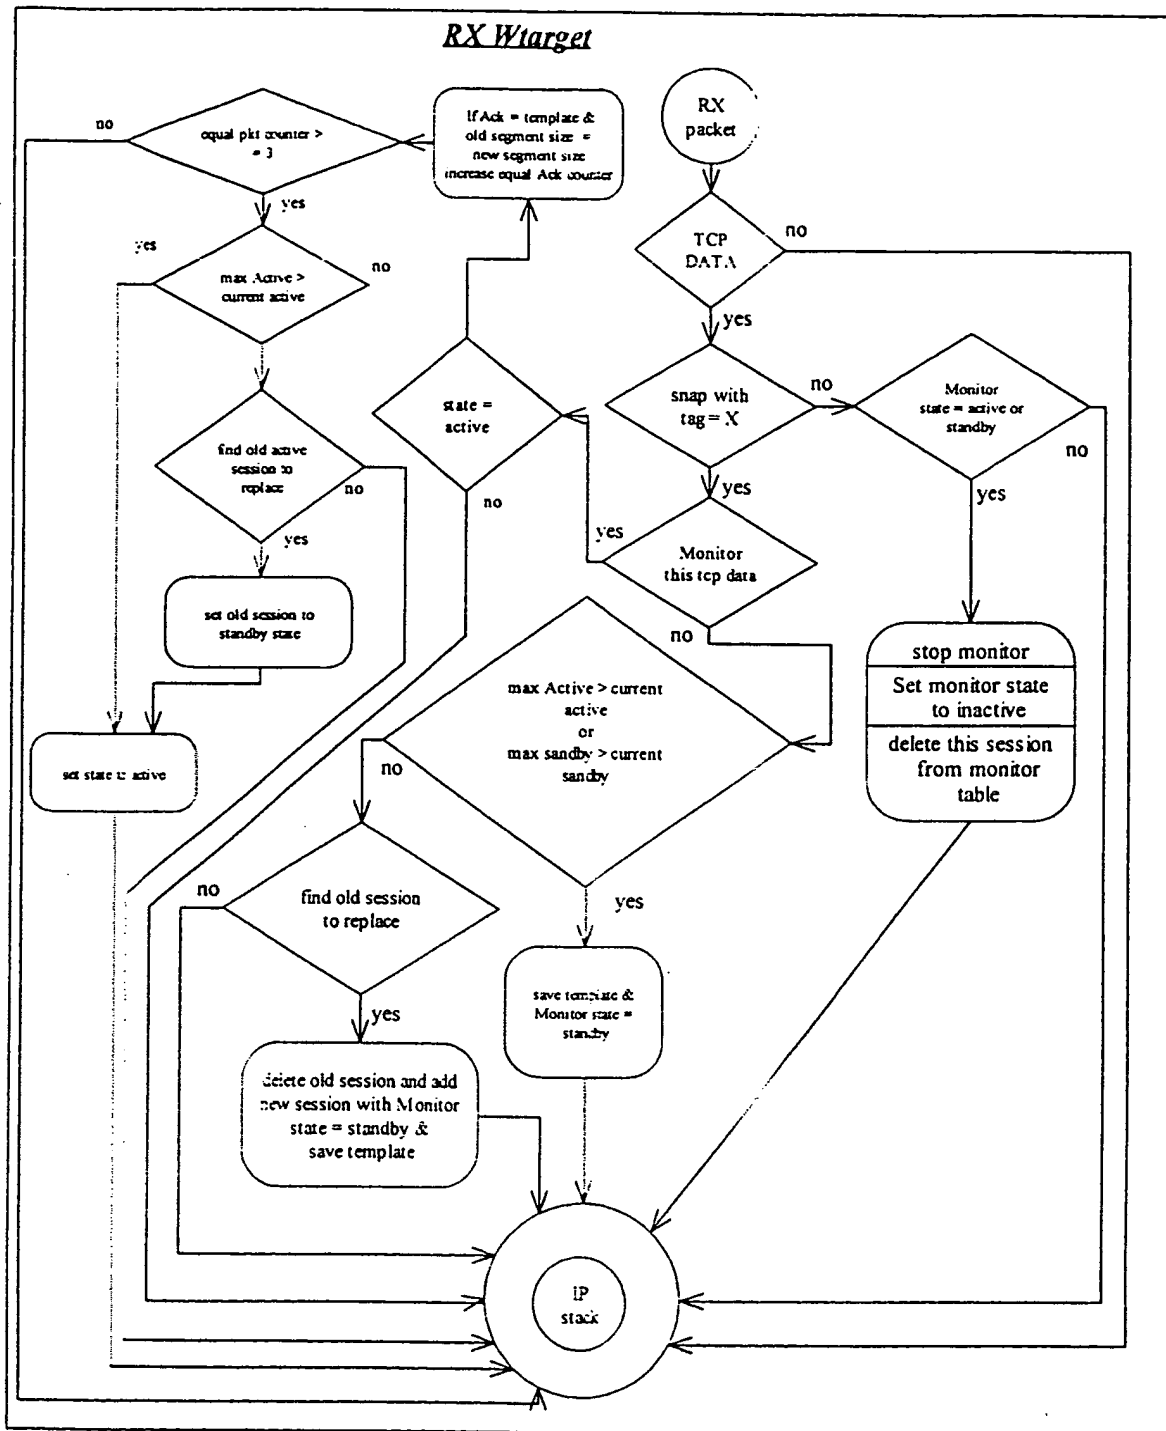 RX Wtarget
RX
packet
TCP
DATA
no
yes
snap with
tag = X
no
yes
Monitor
state = active or
standby
no
yes
stop monitor
Set monitor state
to inactive
delete this session
from monitor
table
Monitor
this tcp data
yes
no
state =
active
no
If Ack = template &
old segment size =
new segment size
increase equal Ack counter
equal pkt counter >
= 3
no
yes
max Active >
current active
yes
no
find old active
session to
replace
no
yes
set old session to
standby state
set state to active
max Active > current
active
or
max sandby > current
sandby
no
yes
find old session
to replace
no
yes
delete old session and add
new session with Monitor
state = standby &
save template
save template &
Monitor state =
standby
IP
stack